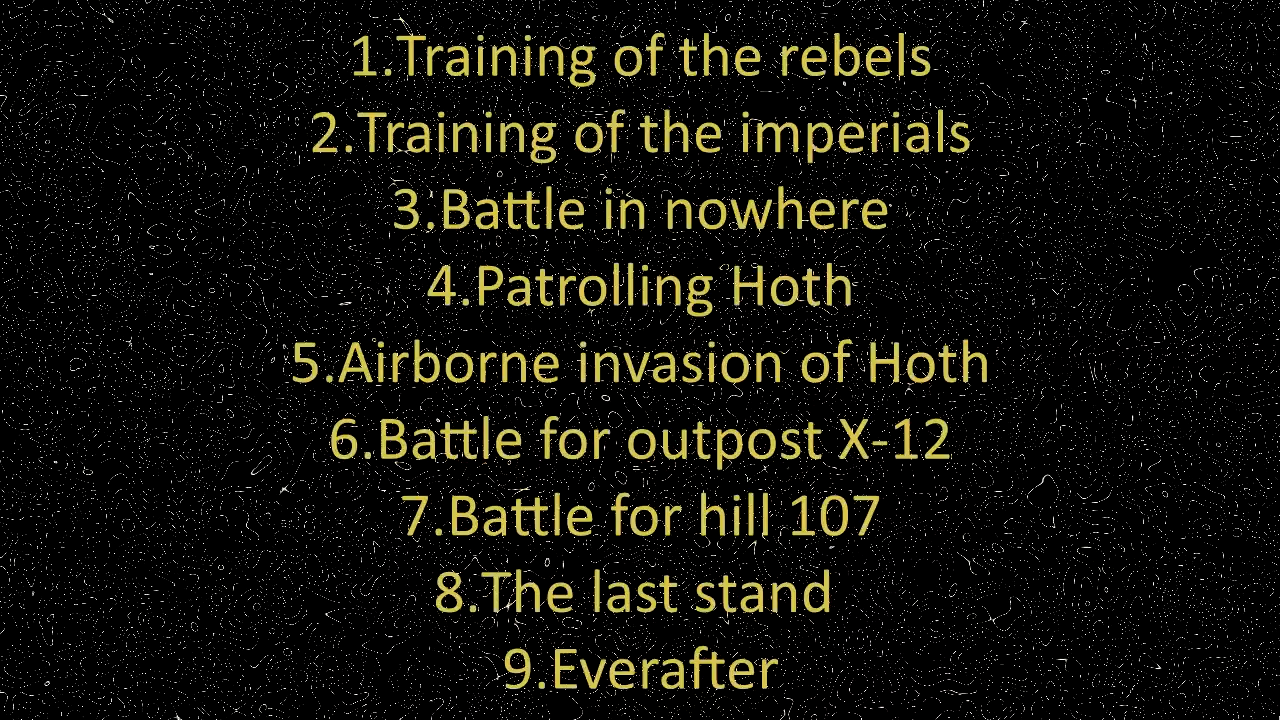 1.Training of the rebels
2.Training of the imperials
3.Battle in nowhere
4.Patrolling Hoth
5.Airborne invasion of Hoth
6.Battle for outpost X-12
7.Battle for hill 107
8.The last stand
9.Everafter